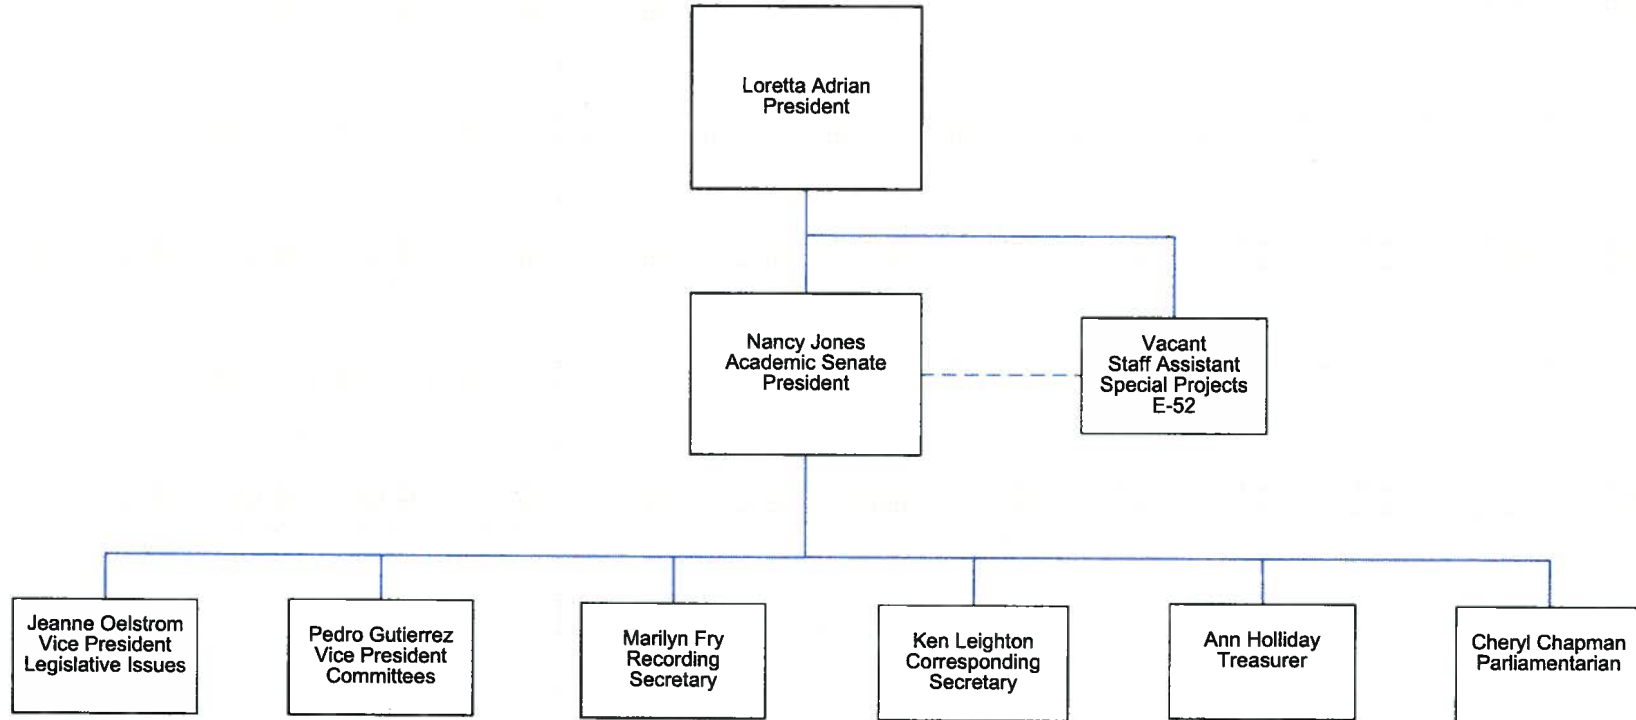 Loretta Adrian
President
Nancy Jones
Academic Senate
President
Vacant
Staff Assistant
Special Projects
E-52
Jeanne Oelstrom
Vice President
Legislative Issues
Pedro Gutierrez
Vice President
Committees
Marilyn Fry
Recording
Secretary
Ken Leighton
Corresponding
Secretary
Ann Holliday
Treasurer
Cheryl Chapman
Parliamentarian